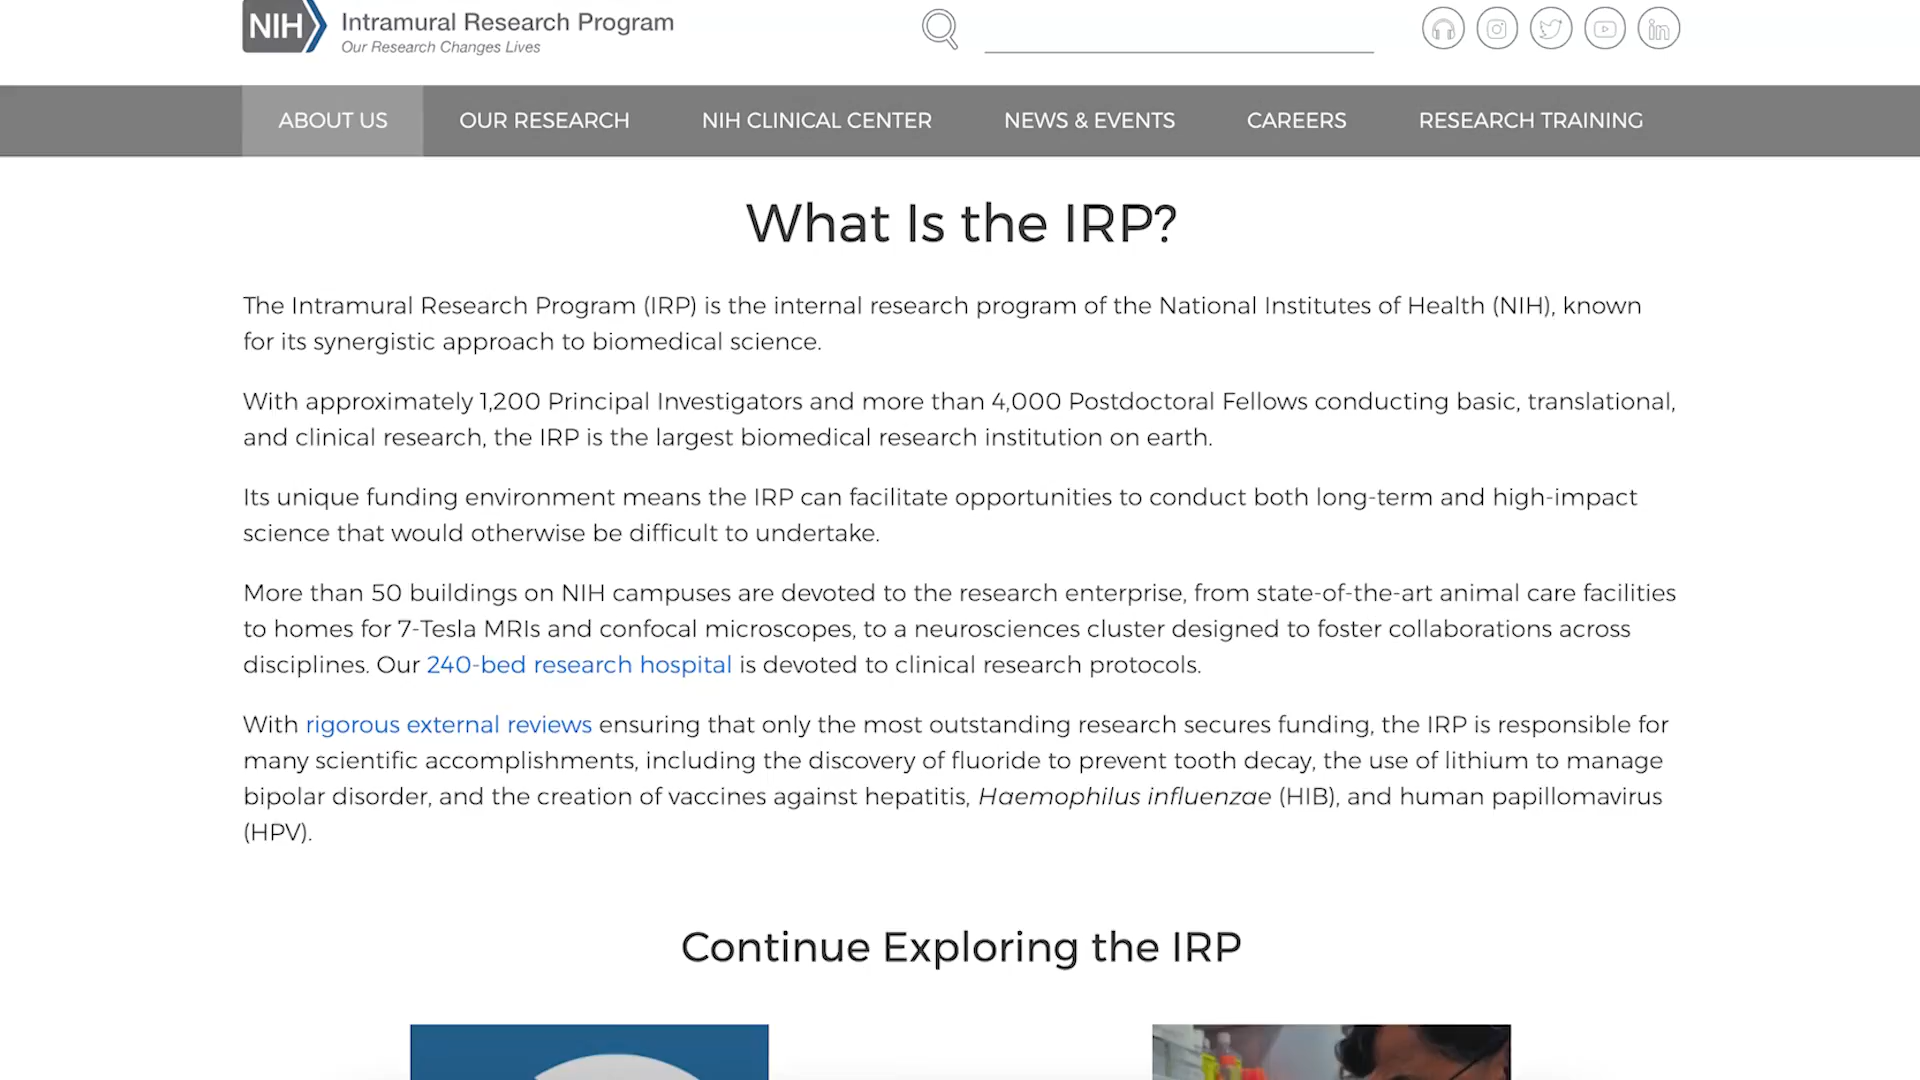 NIH Intramural Research Program
Our Research Changes Lives
ABOUT US OUR RESEARCH NIH CLINICAL CENTER NEWS & EVENTS CAREERS RESEARCH TRAINING
What Is the IRP?
The Intramural Research Program (IRP) is the internal research program of the National Institutes of Health (NIH), known
for its synergistic approach to biomedical science.
With approximately 1,200 Principal Investigators and more than 4,000 Postdoctoral Fellows conducting basic, translational,
and clinical research, the IRP is the largest biomedical research institution on earth.
Its unique funding environment means the IRP can facilitate opportunities to conduct both long-term and high-impact
science that would otherwise be difficult to undertake.
More than 50 buildings on NIH campuses are devoted to the research enterprise, from state-of-the-art animal care facilities
to homes for 7-Tesla MRIs and confocal microscopes, to a neurosciences cluster designed to foster collaborations across
disciplines. Our 240-bed research hospital is devoted to clinical research protocols.
With rigorous external reviews ensuring that only the most outstanding research secures funding, the IRP is responsible for
many scientific accomplishments, including the discovery of fluoride to prevent tooth decay, the use of lithium to manage
bipolar disorder, and the creation of vaccines against hepatitis, Haemophilus influenzae (HIB), and human papillomavirus
(HPV).
Continue Exploring the IRP